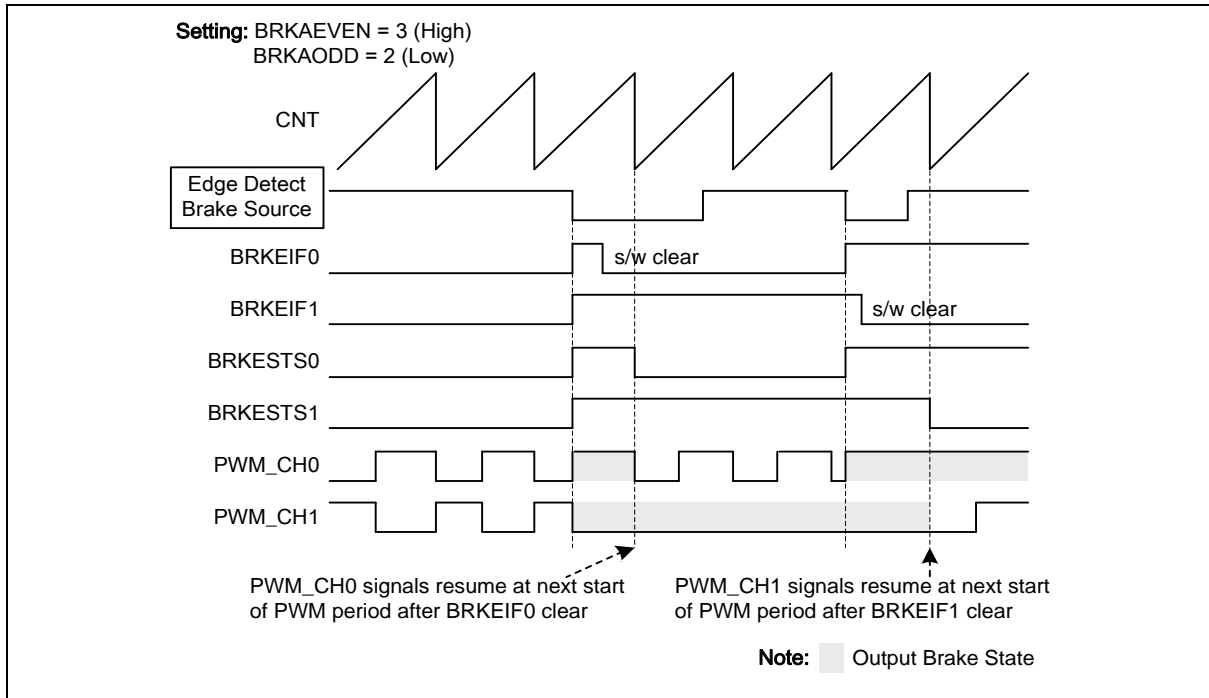 Setting: BRKAEVEN = 3 (High)
BRKAODD = 2 (Low)
CNT
Edge Detect
Brake Source
BRKEIF0
s/w clear
BRKEIF1
s/w clear
BRKESTS0
BRKESTS1
PWM_CH0
PWM_CH1
PWM_CH0 signals resume at next start
of PWM period after BRKEIF0 clear
PWM_CH1 signals resume at next start
of PWM period after BRKEIF1 clear
Note: Output Brake State